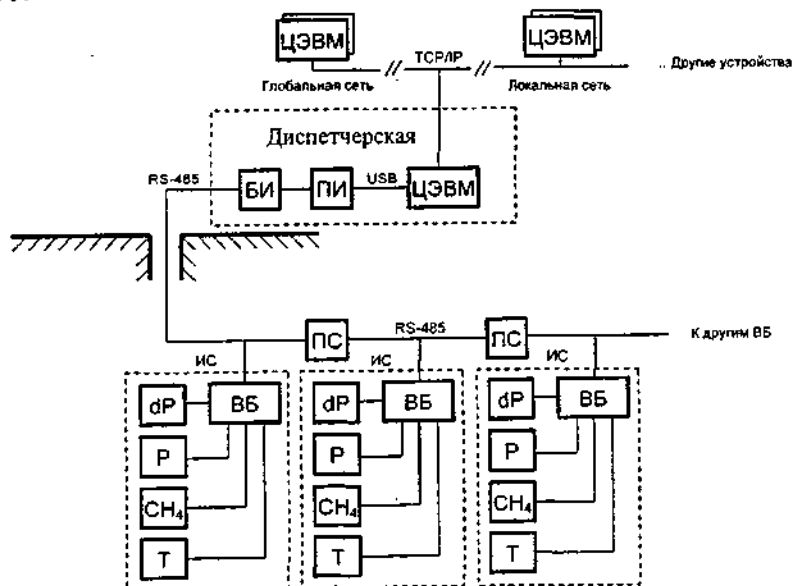 ЦЭВМ
ЦЭВМ
TCP/IP
.. Другие устройства
Глобальная сеть
Локальная сеть
Диспетчерская
RS-485
БИ
ПИ
USB
ЦЭВМ
ПС
RS-485
ПС
К другим ВБ
ИС
ИС
ИС
dP
ВБ
dP
ВБ
dP
ВБ
P
P
P
CH₄
CH₄
CH₄
T
T
T